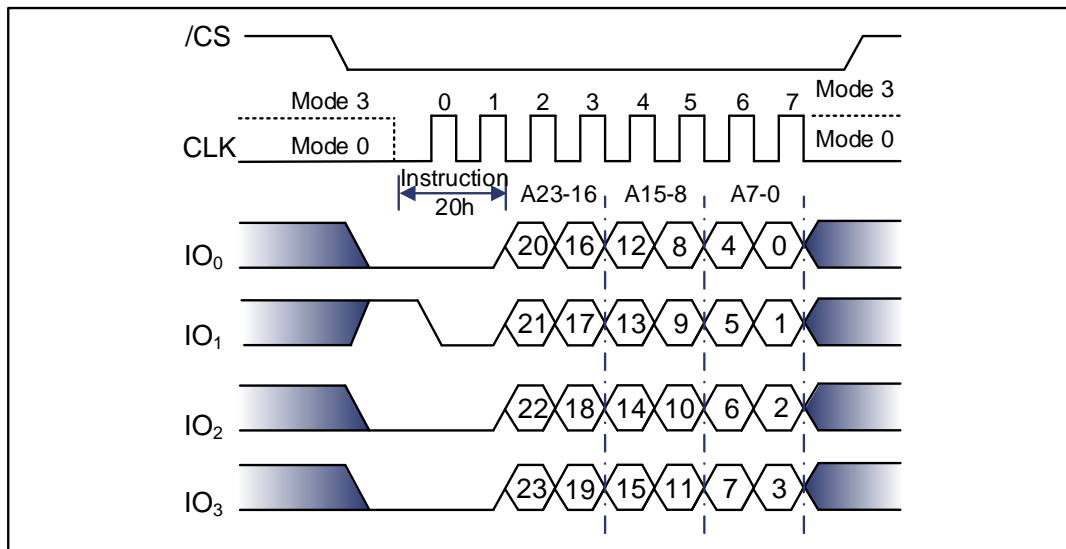 /CS
Mode 3 0 1 2 3 4 5 6 7 Mode 3
CLK Mode 0 Mode 0
Instruction
20h A23-16 A15-8 A7-0
IO0 20 16 12 8 4 0
IO1 21 17 13 9 5 1
IO2 22 18 14 10 6 2
IO3 23 19 15 11 7 3